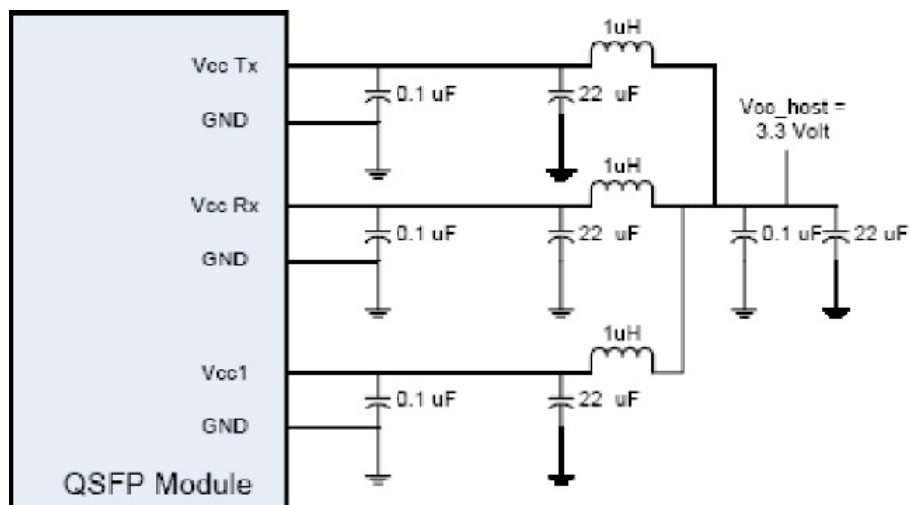 1uH
Vcc Tx
0.1 uF
22 uF
GND
Vcc_host =
3.3 Volt
1uH
Vcc Rx
0.1 uF
22 uF
0.1 uF
22 uF
GND
1uH
Vcc1
0.1 uF
22 uF
GND
QSFP Module